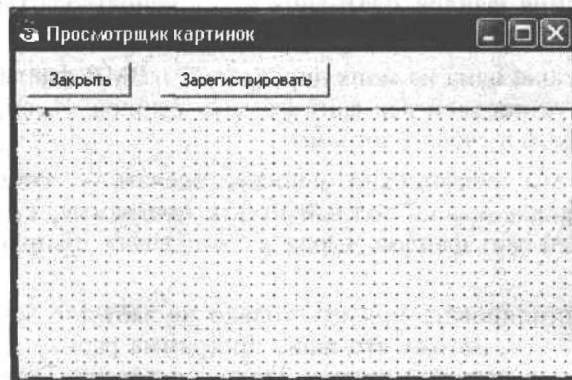 Просмотрщик картинок
Закрыть
Зарегистрировать